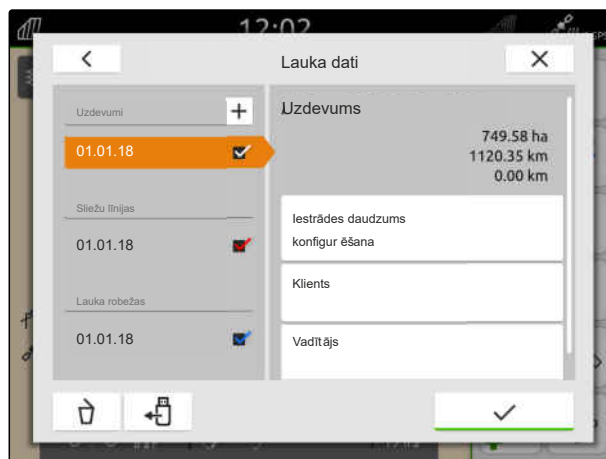 12:02
Lauka dati
Uzdevumi
+
01.01.18
Sliežu līnijas
01.01.18
Lauka robežas
01.01.18
Uzdevums
749.58 ha
1120.35 km
0.00 km
Iestrādes daudzums
konfigur ēšana
Klients
Vadītājs